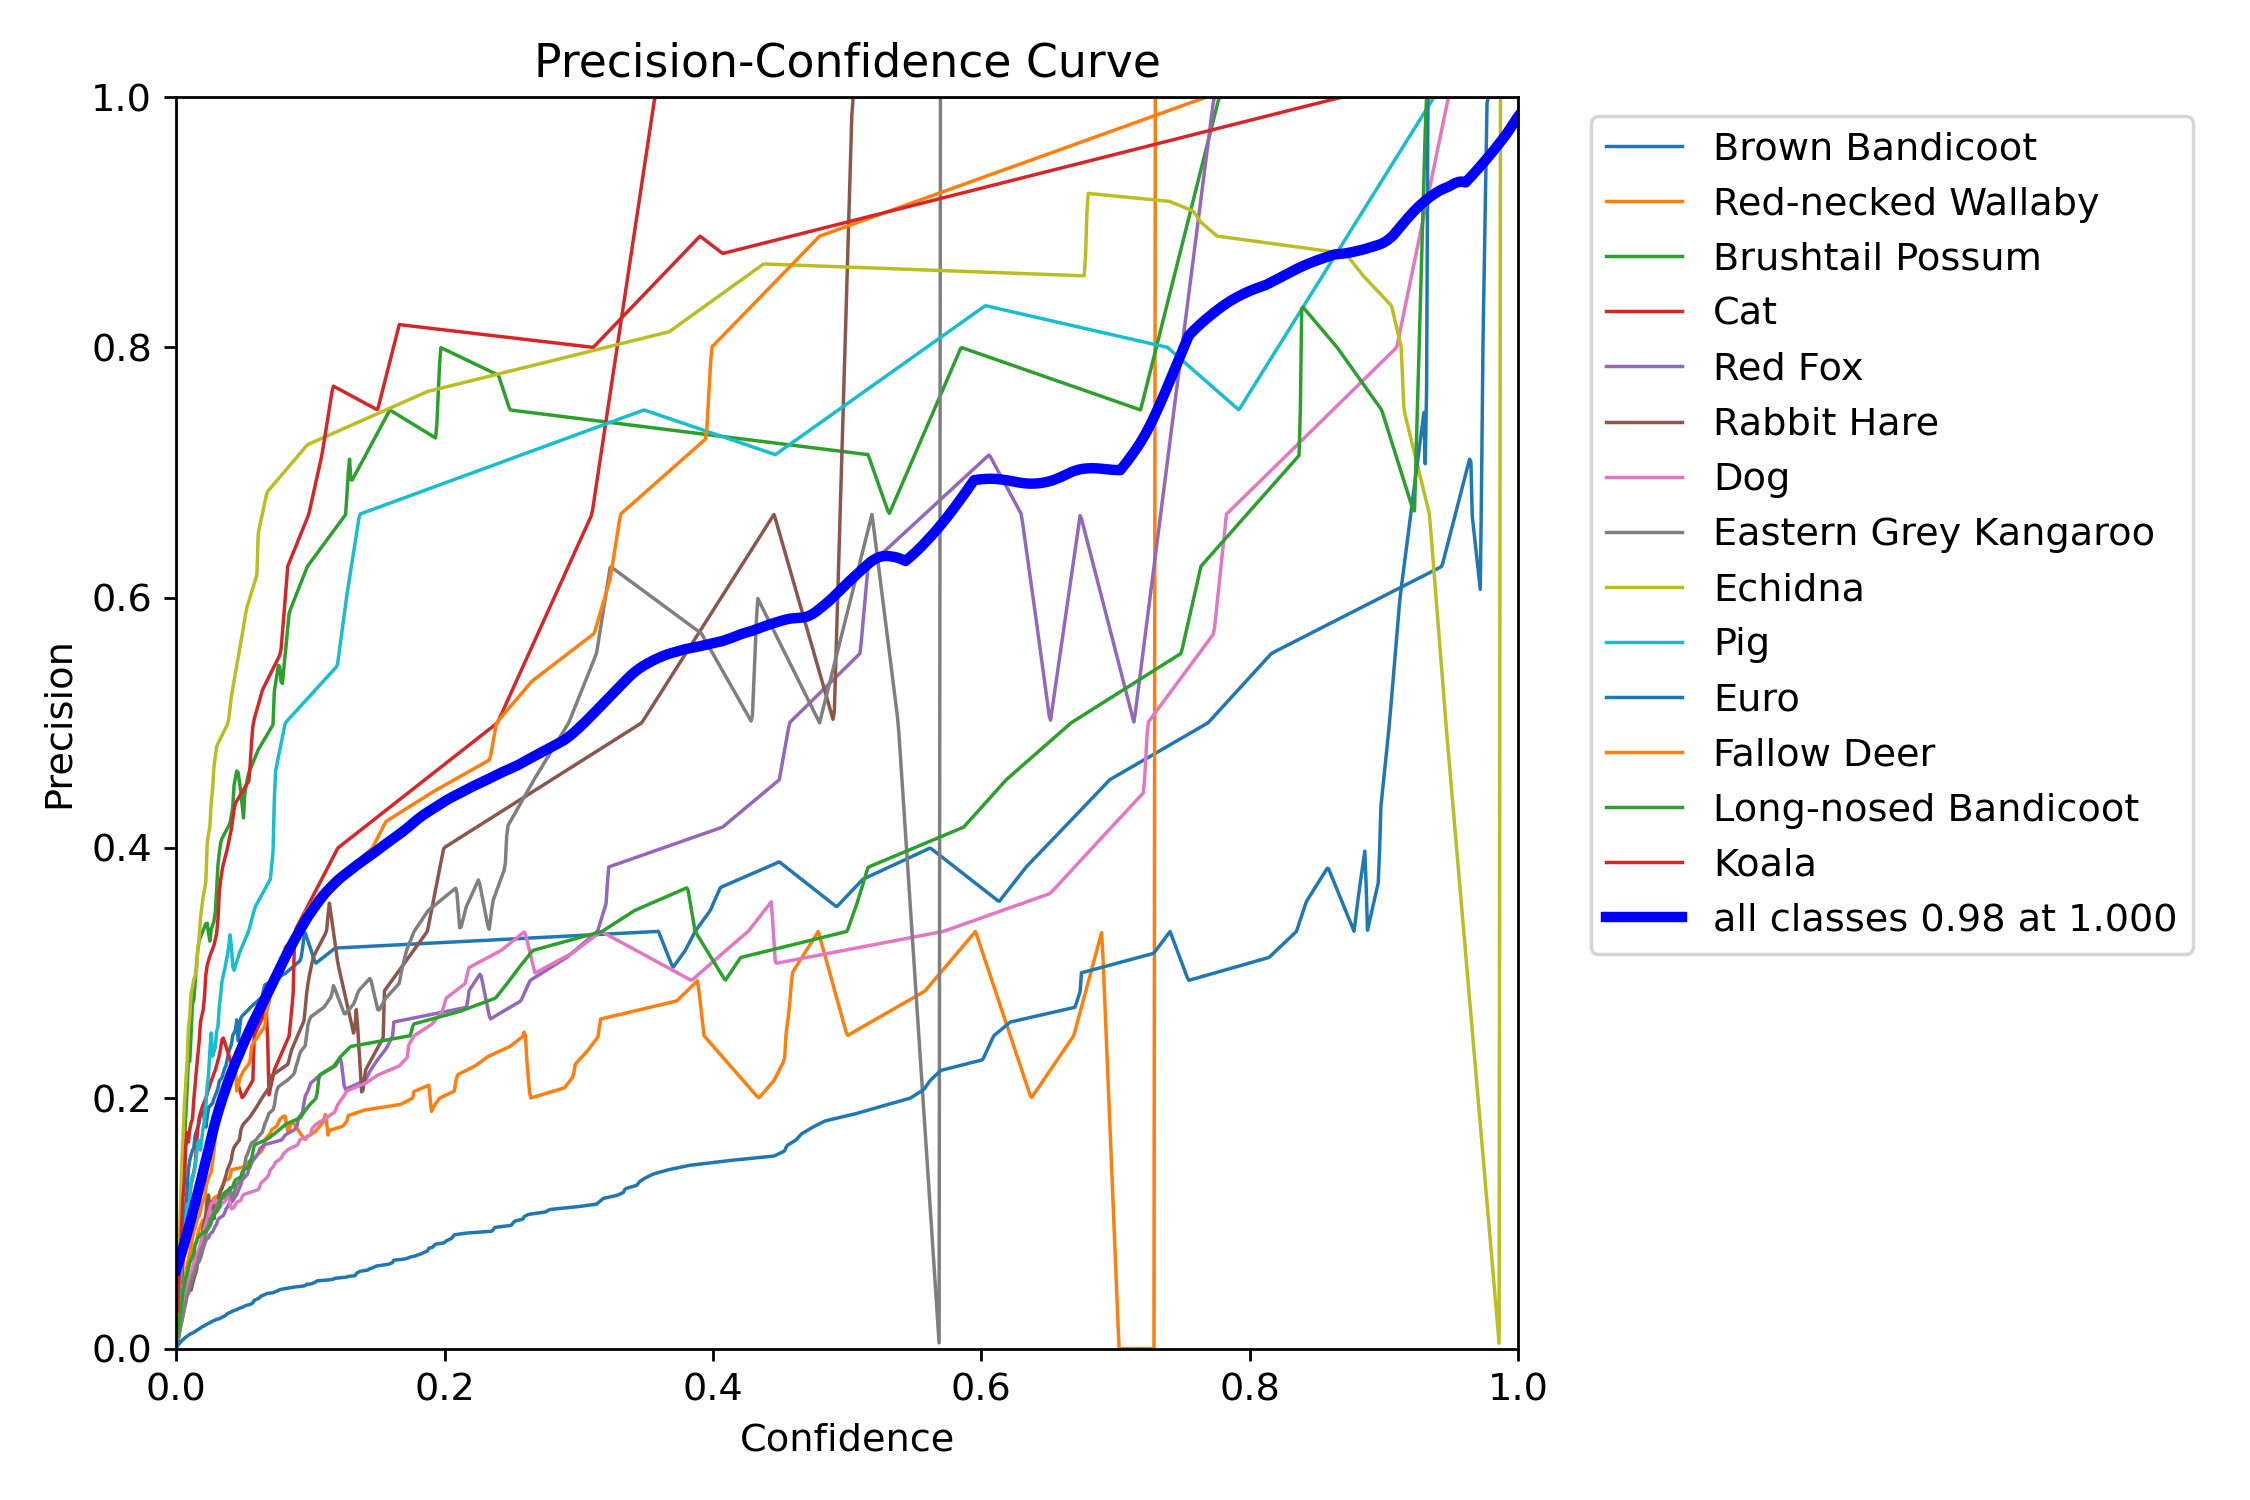 Precision-Confidence Curve
1.0
0.8
0.6
0.4
0.2
0.0
Precision
0.0 0.2 0.4 0.6 0.8 1.0
Confidence
Brown Bandicoot
Red-necked Wallaby
Brushtail Possum
Cat
Red Fox
Rabbit Hare
Dog
Eastern Grey Kangaroo
Echidna
Pig
Euro
Fallow Deer
Long-nosed Bandicoot
Koala
all classes 0.98 at 1.000